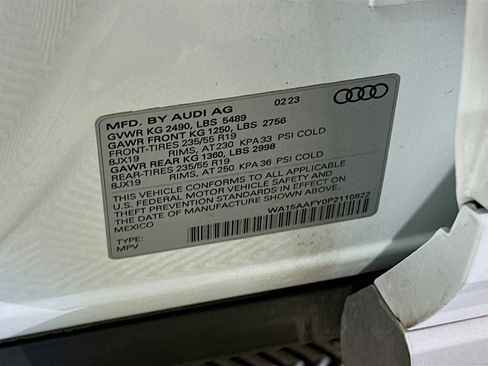 MFD. BY AUDI AG 02 23
GVWR KG 2490, LBS 5489
GAWR FRONT KG 1250, LBS 2756
FRONT-TIRES 235/55 R19
8JX19 RIMS, AT 230 KPA 33 PSI COLD
GAWR REAR KG 1360, LBS 2998
REAR-TIRES 235/55 R19
8JX19 RIMS, AT 250 KPA 36 PSI COLD
THIS VEHICLE CONFORMS TO ALL APPLICABLE
U.S. FEDERAL MOTOR VEHICLE SAFETY AND
THEFT PREVENTION STANDARDS IN EFFECT ON
THE DATE OF MANUFACTURE SHOWN ABOVE.
MEXICO
WA15AAFY0P2110822
TYPE:
MPV